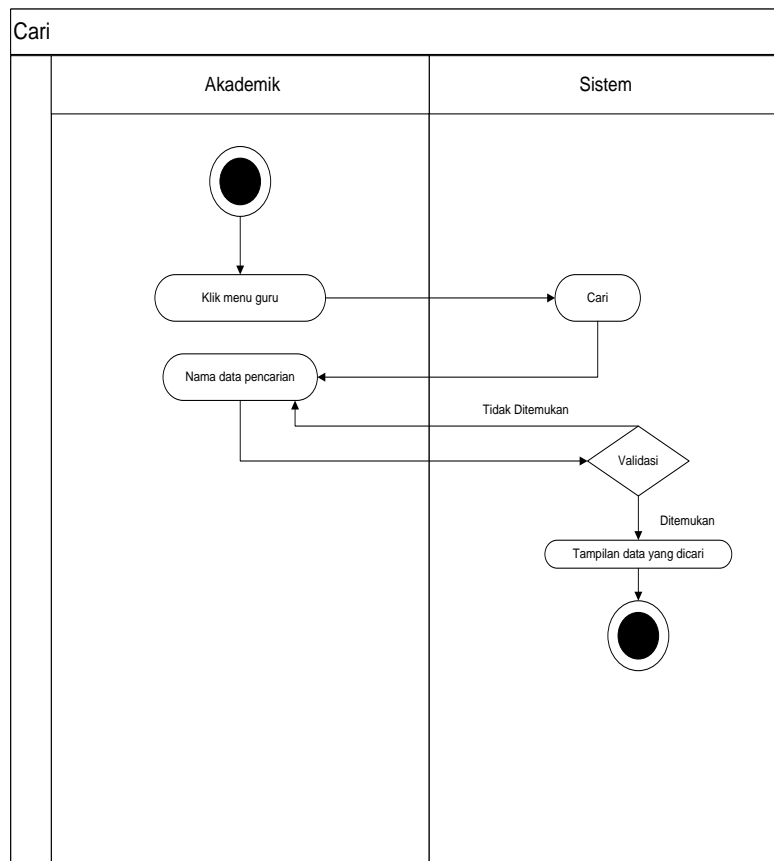 Cari
Akademik
Sistem
Klik menu guru
Cari
Nama data pencarian
Tidak Ditemukan
Validasi
Ditemukan
Tampilan data yang dicari